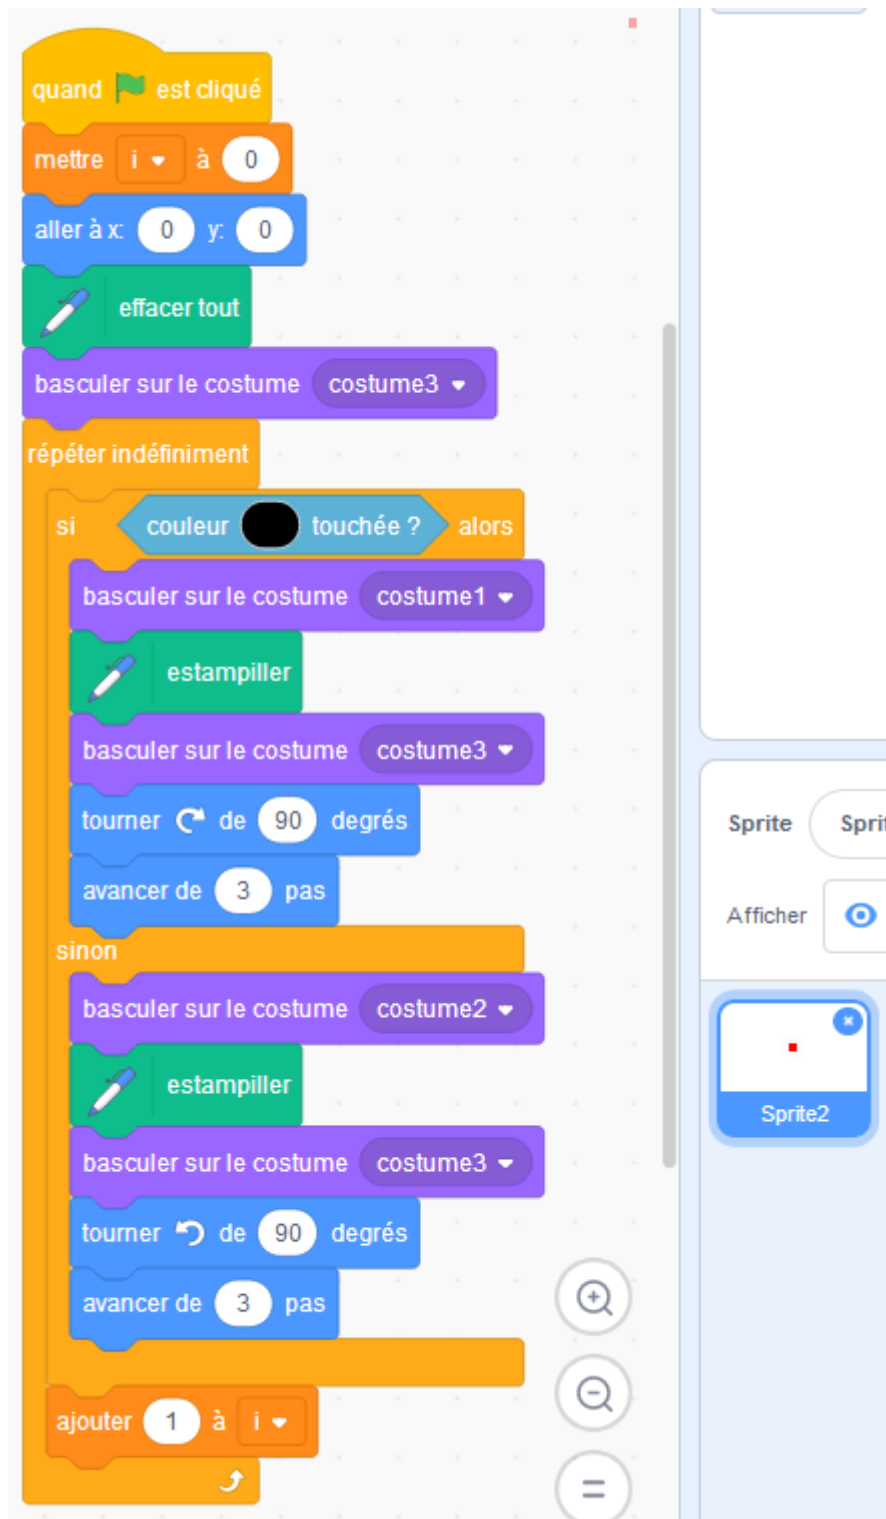 quand est cliqué
mettre i à 0
aller à x: 0 y: 0
effacer tout
basculer sur le costume costume3
répéter indéfiniment
si couleur touchée ? alors
basculer sur le costume costume1
estampiller
basculer sur le costume costume3
tourner de 90 degrés
avancer de 3 pas
sinon
basculer sur le costume costume2
estampiller
basculer sur le costume costume3
tourner de 90 degrés
avancer de 3 pas
ajouter 1 à i
Sprite Sprit
Afficher
Sprite2